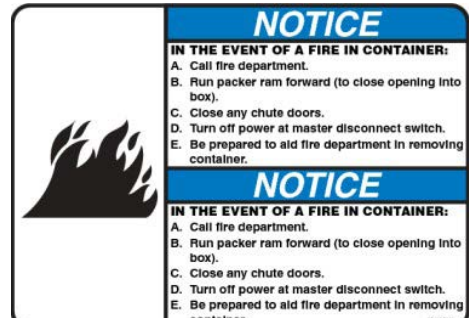 NOTICE
IN THE EVENT OF A FIRE IN CONTAINER:
A. Call fire department.
B. Run packer ram forward (to close opening into
box).
C. Close any chute doors.
D. Turn off power at master disconnect switch.
E. Be prepared to aid fire department in removing
container.
NOTICE
IN THE EVENT OF A FIRE IN CONTAINER:
A. Call fire department.
B. Run packer ram forward (to close opening into
box).
C. Close any chute doors.
D. Turn off power at master disconnect switch.
E. Be prepared to aid fire department in removing